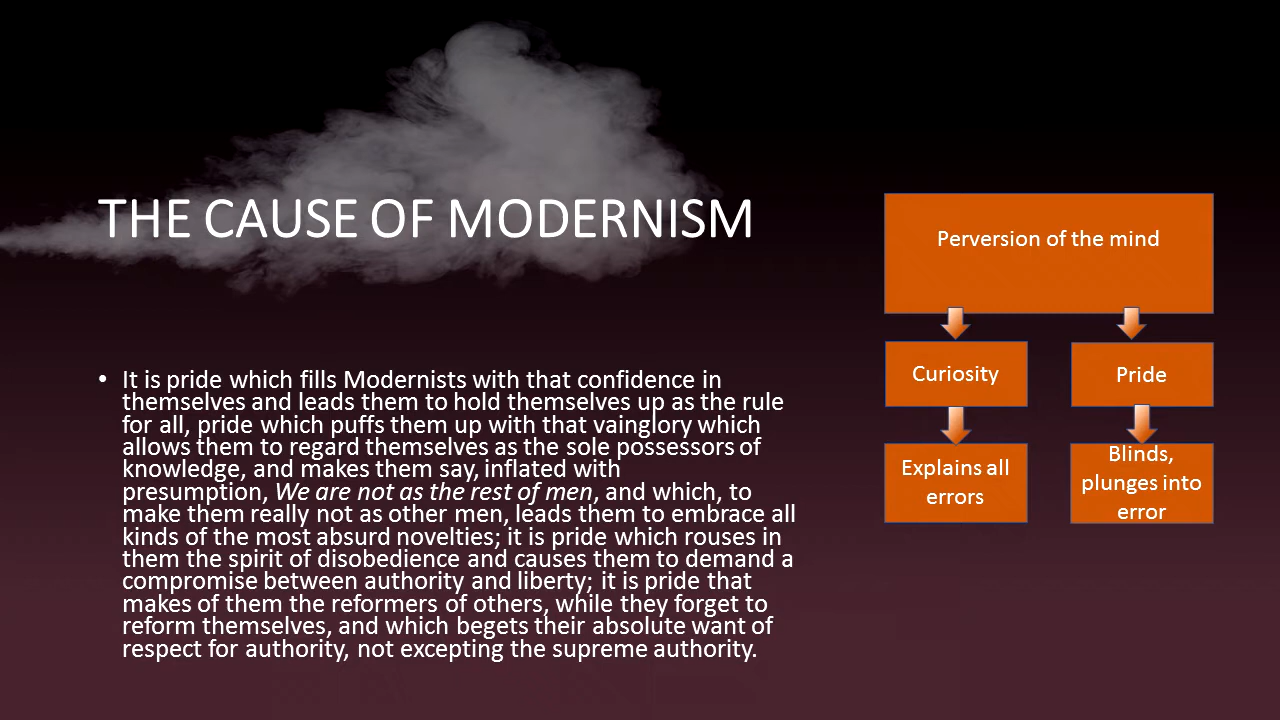 THE CAUSE OF MODERNISM
• It is pride which fills Modernists with that confidence in
themselves and leads them to hold themselves up as the rule
for all, pride which puffs them up with that vainglory which
allows them to regard themselves as the sole possessors of
knowledge, and makes them say, inflated with
presumption, We are not as the rest of men, and which, to
make them really not as other men, leads them to embrace all
kinds of the most absurd novelties; it is pride which rouses in
them the spirit of disobedience and causes them to demand a
compromise between authority and liberty; it is pride that
makes of them the reformers of others, while they forget to
reform themselves, and which begets their absolute want of
respect for authority, not excepting the supreme authority.
Perversion of the mind
Curiosity
Pride
Explains all
errors
Blinds,
plunges into
error